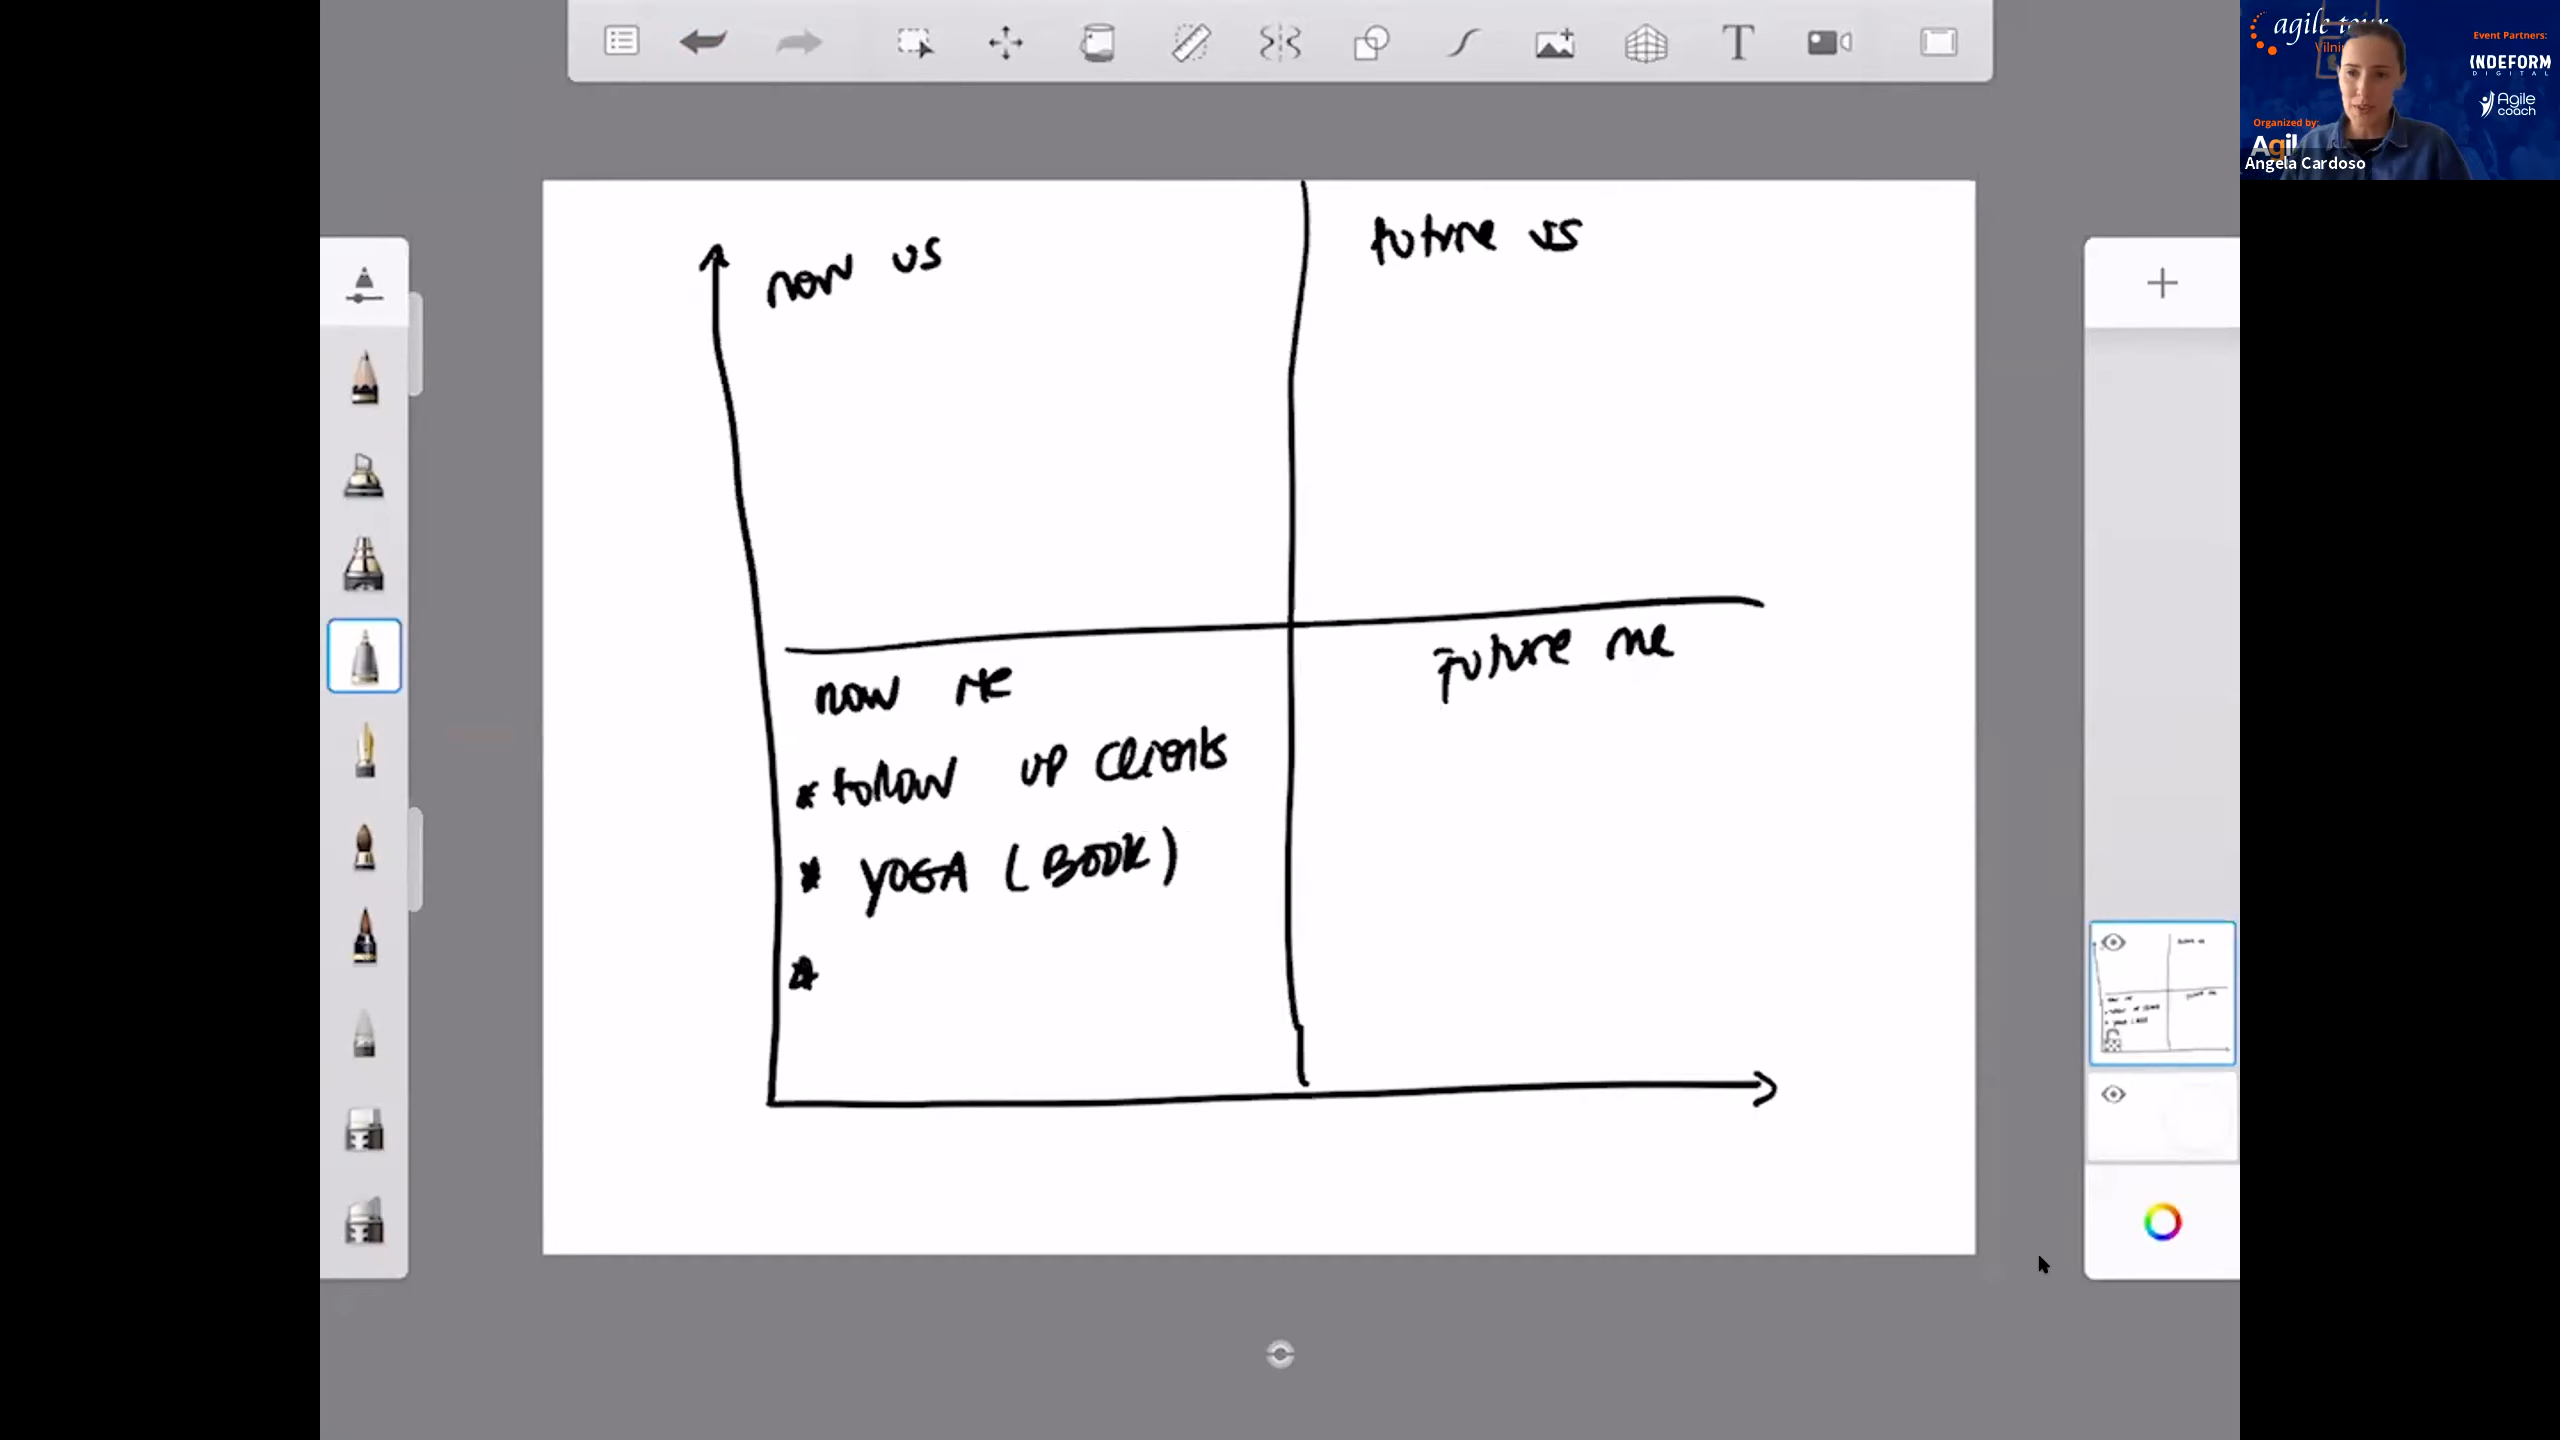 now us
future us
now me
* follow up clients
* YOGA (BOOK)
*
future me
agile tour
Event Partners:
INDEFORM
DIGITAL
Agile
coach
Organized by:
Angela Cardoso